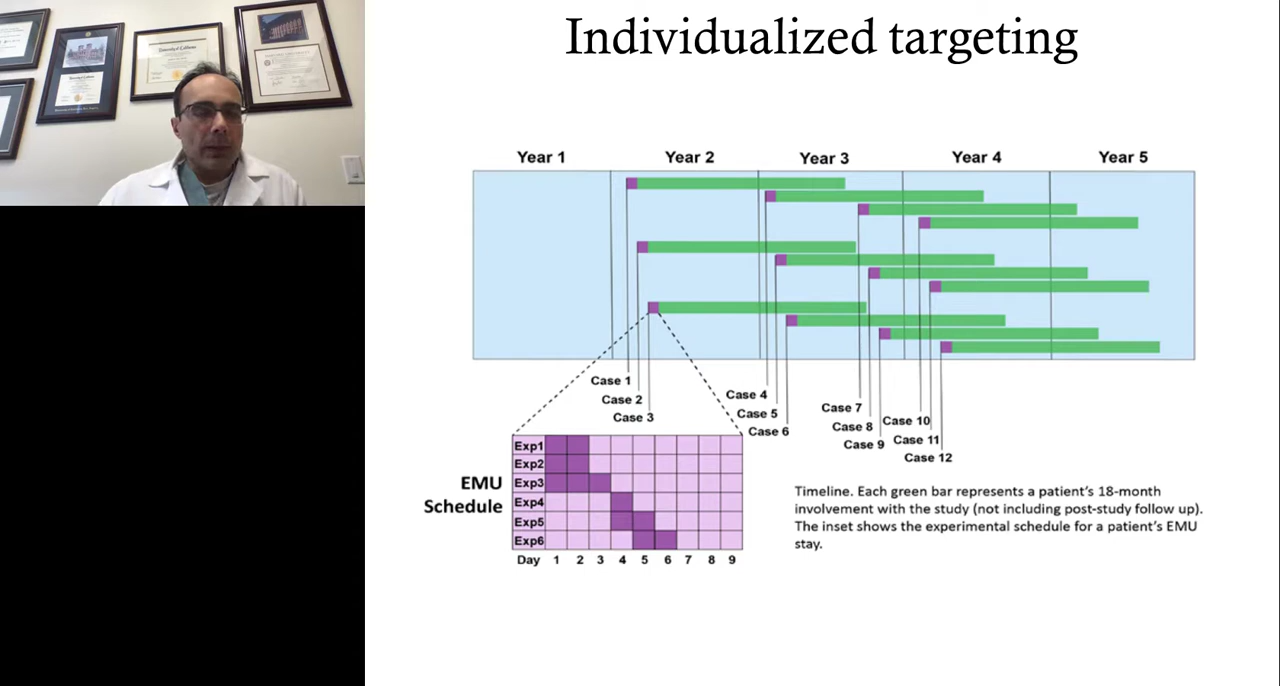 Individualized targeting
Year 1 Year 2 Year 3 Year 4 Year 5
Case 1
Case 2
Case 3
Case 4
Case 5
Case 6
Case 7
Case 8
Case 9
Case 10
Case 11
Case 12
EMU
Schedule
Exp1
Exp2
Exp3
Exp4
Exp5
Exp6
Day 1 2 3 4 5 6 7 8 9
Timeline. Each green bar represents a patient's 18-month
involvement with the study (not including post-study follow up).
The inset shows the experimental schedule for a patient's EMU
stay.